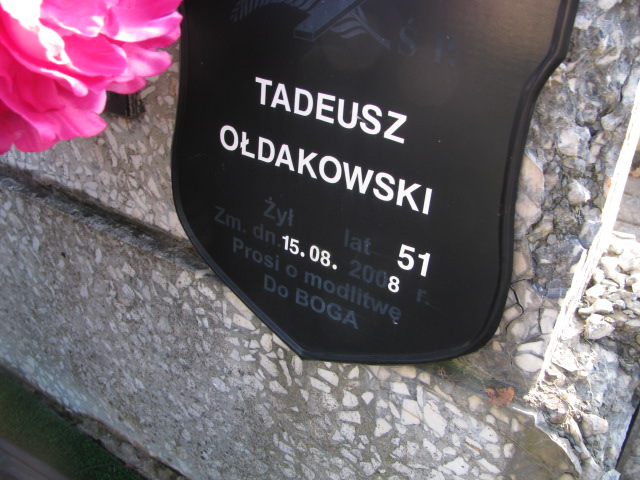 Ś P.
TADEUSZ
OŁDAKOWSKI
Żył lat 51
Zm. dn. 15.08. 2008 r.
Prosi o modlitwę
Do BOGA